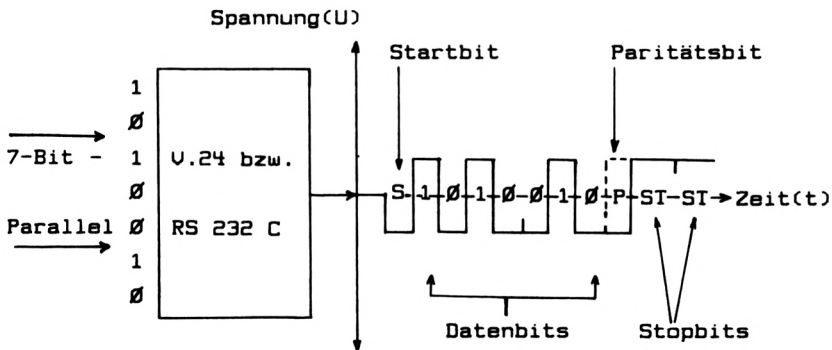 Spannung(U)
Startbit
Paritätsbit
1
Ø
7-Bit - 1
V.24 bzw.
Ø
S-1-Ø-1-Ø-Ø-1-Ø-P-ST-ST
Zeit(t)
Parallel Ø
RS 232 C
1
Ø
Datenbits
Stopbits